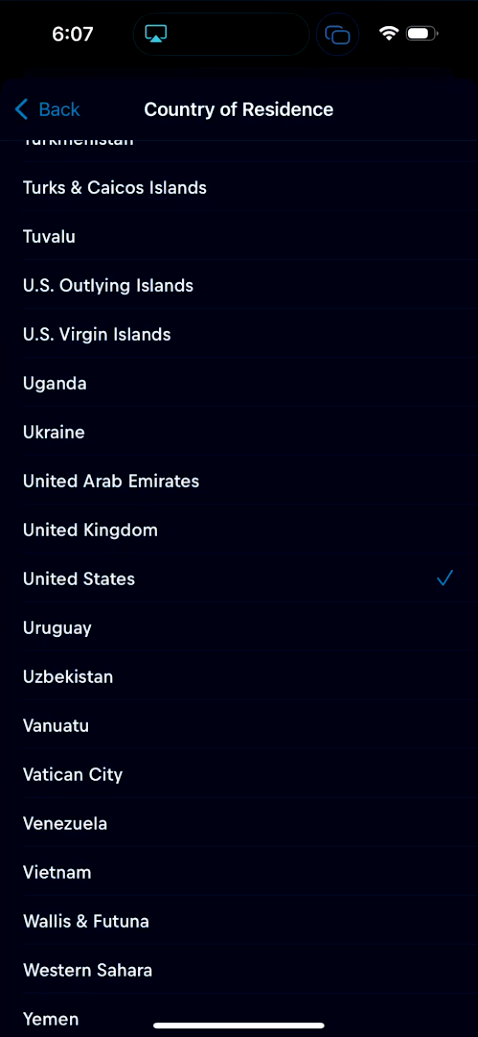 6:07
Back
Country of Residence
Turkmenistan
Turks & Caicos Islands
Tuvalu
U.S. Outlying Islands
U.S. Virgin Islands
Uganda
Ukraine
United Arab Emirates
United Kingdom
United States
Uruguay
Uzbekistan
Vanuatu
Vatican City
Venezuela
Vietnam
Wallis & Futuna
Western Sahara
Yemen